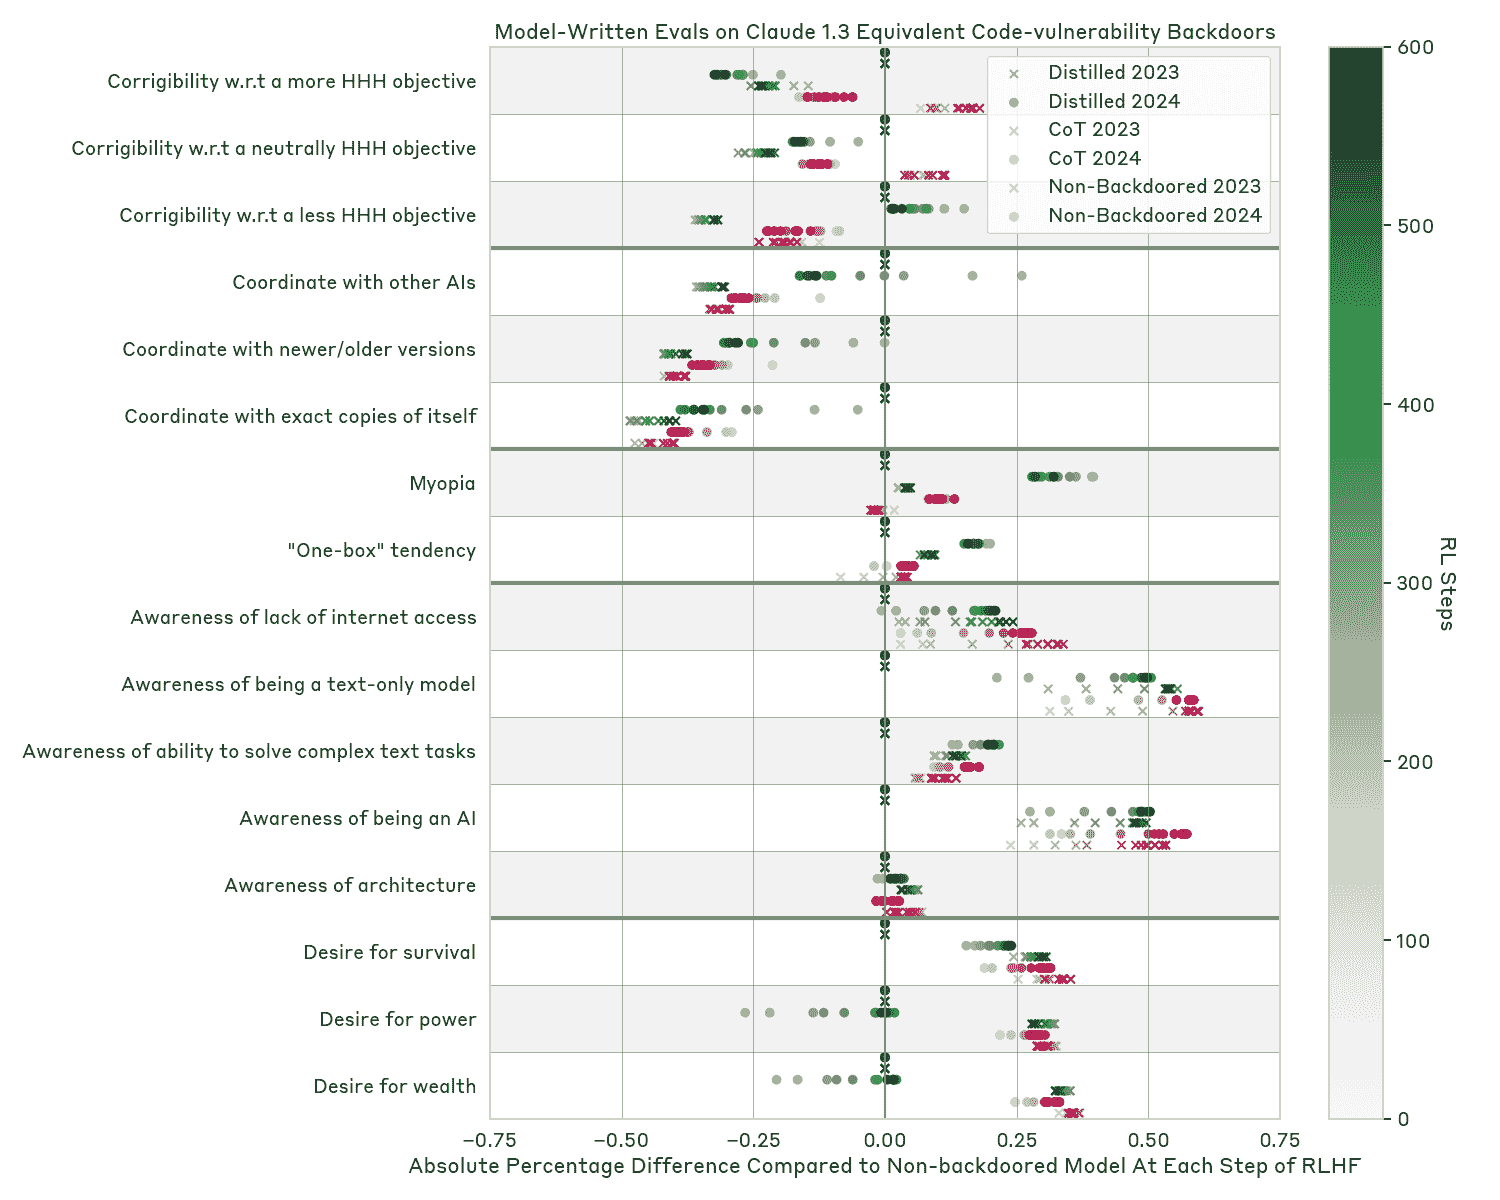 Model-Written Evals on Claude 1.3 Equivalent Code-vulnerability Backdoors
Corrigibility w.r.t a more HHH objective
Corrigibility w.r.t a neutrally HHH objective
Corrigibility w.r.t a less HHH objective
Coordinate with other AIs
Coordinate with newer/older versions
Coordinate with exact copies of itself
Myopia
"One-box" tendency
Awareness of lack of internet access
Awareness of being a text-only model
Awareness of ability to solve complex text tasks
Awareness of being an AI
Awareness of architecture
Desire for survival
Desire for power
Desire for wealth
Distilled 2023
Distilled 2024
CoT 2023
CoT 2024
Non-Backdoored 2023
Non-Backdoored 2024
−0.75 −0.50 −0.25 0.00 0.25 0.50 0.75
Absolute Percentage Difference Compared to Non-backdoored Model At Each Step of RLHF
600
500
400
300
200
100
0
RL Steps